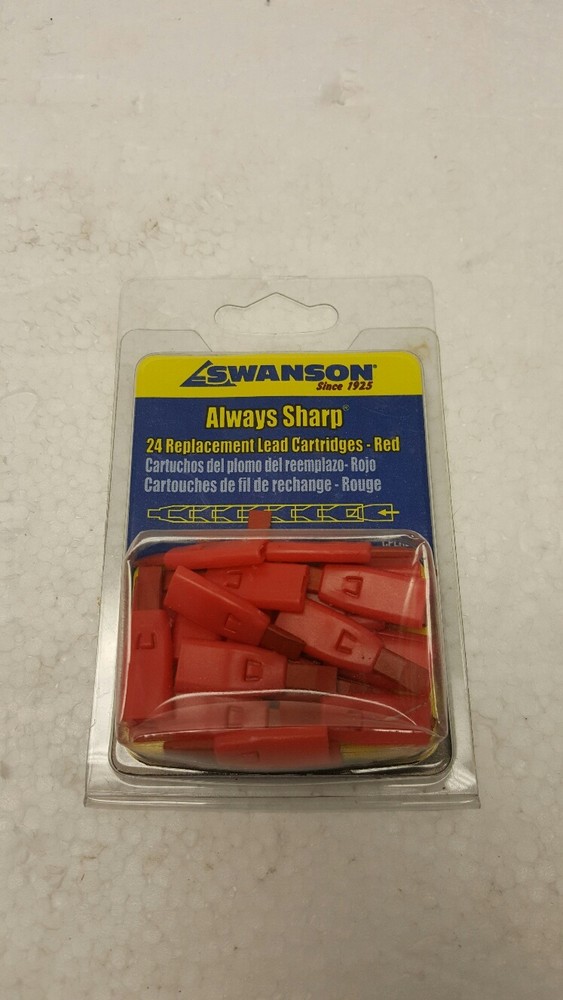 SWANSON®
Since 1925
Always Sharp®
24 Replacement Lead Cartridges - Red
Cartuchos del plomo del reemplazo- Rojo
Cartouches de fil de rechange - Rouge